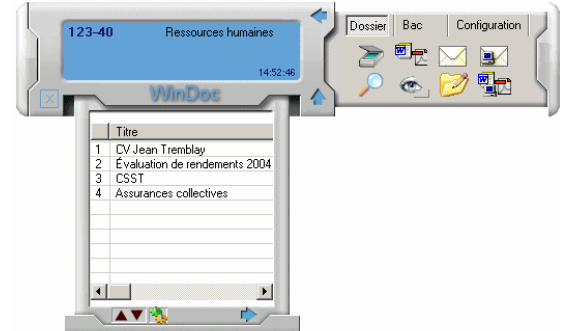 123-40 Ressources humaines
14:52:46
WinDoc
Dossier Bac Configuration
Titre
1 CV Jean Tremblay
2 Évaluation de rendements 2004
3 CSST
4 Assurances collectives